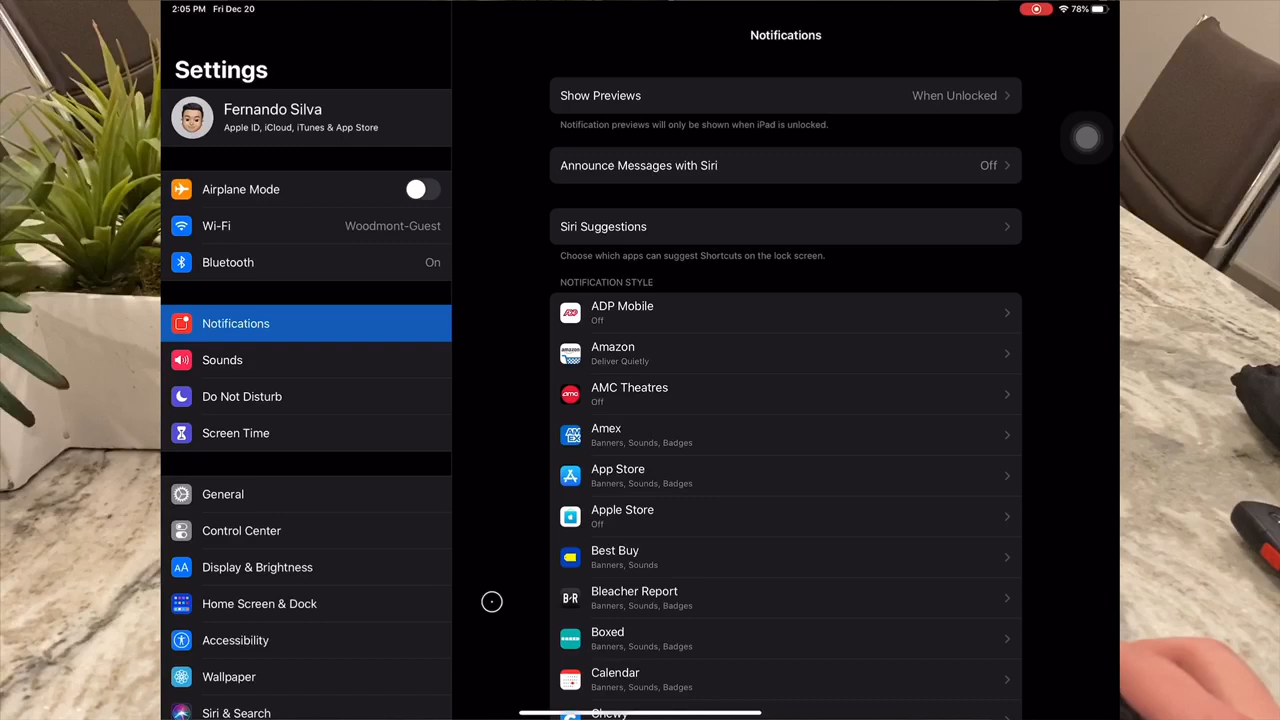 2:05 PM Fri Dec 20
78%
Settings
Fernando Silva
Apple ID, iCloud, iTunes & App Store
Airplane Mode
Wi-Fi Woodmont-Guest
Bluetooth On
Notifications
Sounds
Do Not Disturb
Screen Time
General
Control Center
AA Display & Brightness
Home Screen & Dock
Accessibility
Wallpaper
Siri & Search
Notifications
Show Previews When Unlocked
Notification previews will only be shown when iPad is unlocked.
Announce Messages with Siri Off
Siri Suggestions
Choose which apps can suggest Shortcuts on the lock screen.
NOTIFICATION STYLE
ADP Mobile
Off
amazon Amazon
Deliver Quietly
amc AMC Theatres
Off
AM EX Amex
Banners, Sounds, Badges
App Store
Banners, Sounds, Badges
Apple Store
Off
Best Buy
Banners, Sounds
B/R Bleacher Report
Banners, Sounds, Badges
Boxed
Banners, Sounds, Badges
Calendar
Banners, Sounds, Badges
Chewy